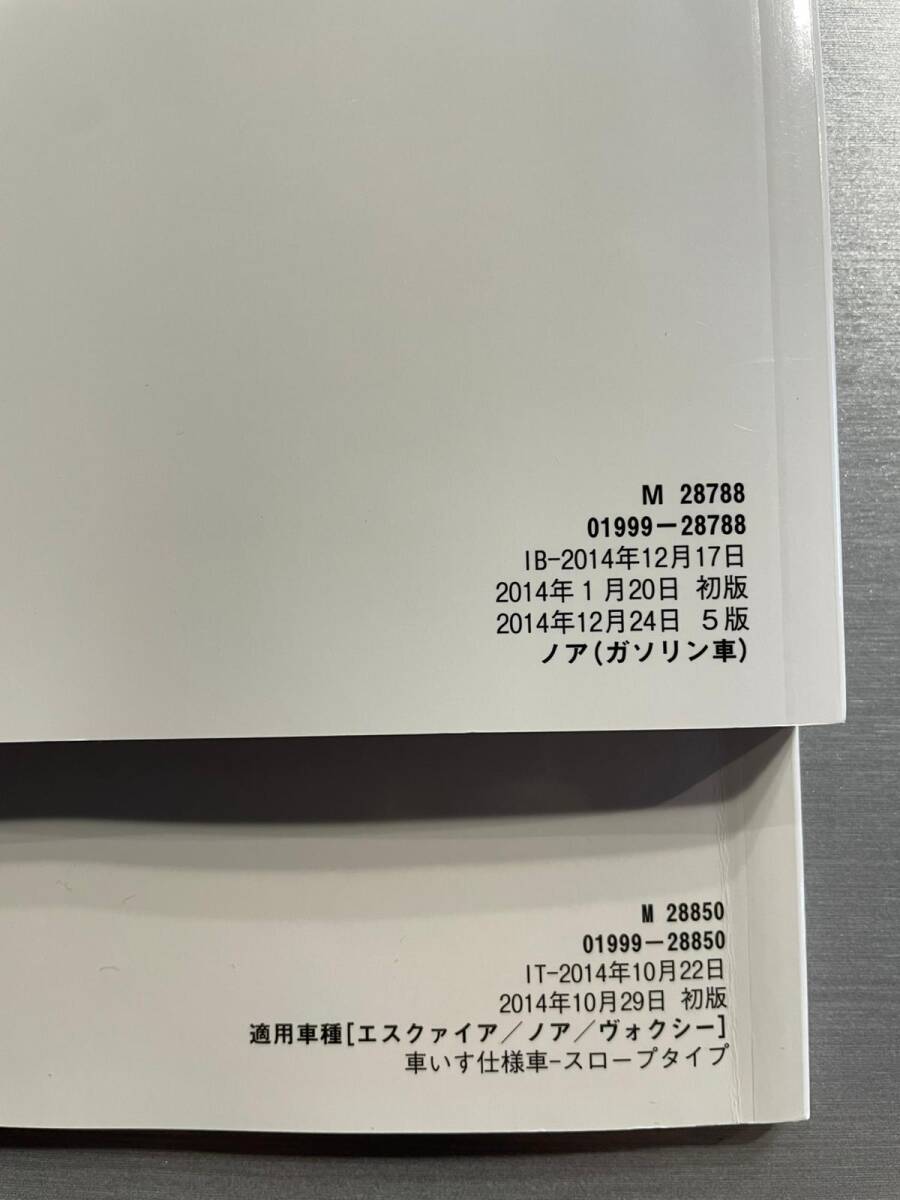 M 28788
01999-28788
IB-2014年12月17日
2014年1月20日 初版
2014年12月24日 5版
ノア(ガソリン車)
M 28850
01999-28850
IT-2014年10月22日
2014年10月29日 初版
適用車種[エスクァイア/ノア/ヴォクシー]
車いす仕様車-スロープタイプ